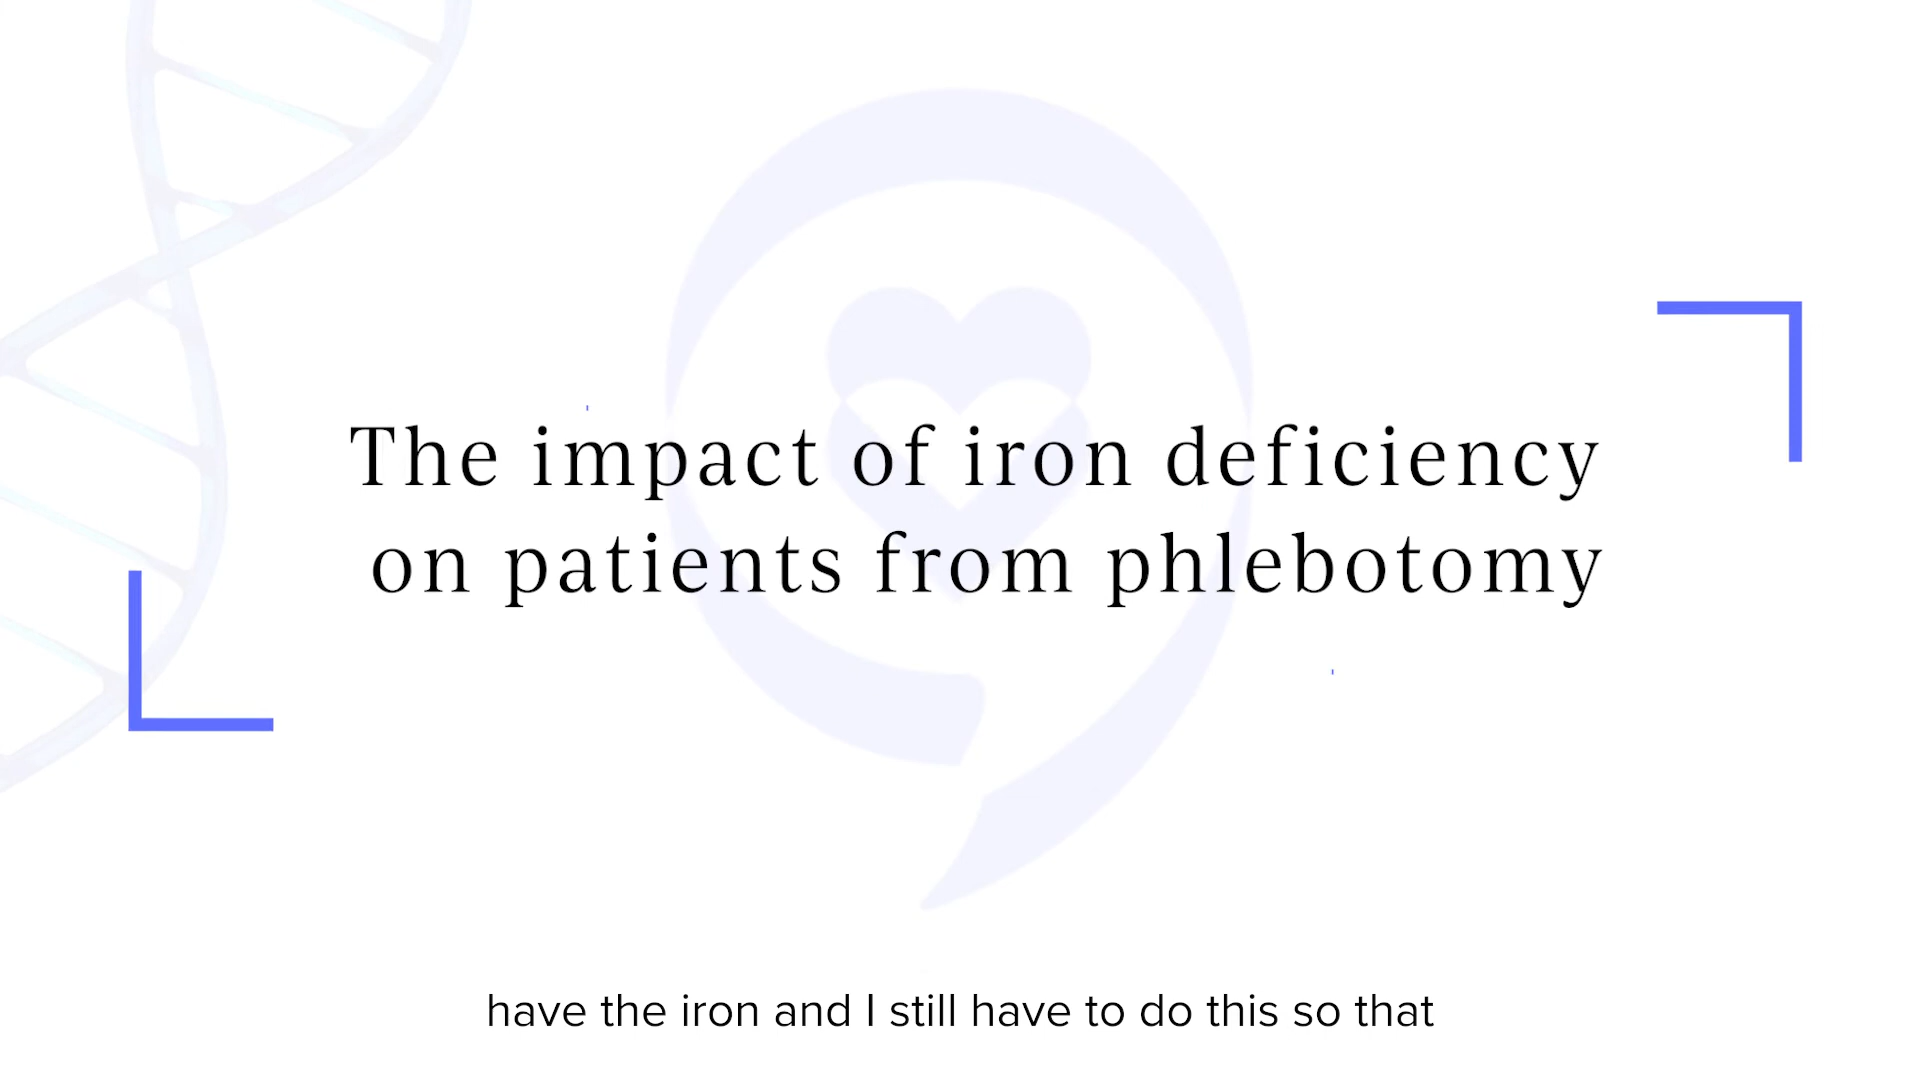 The impact of iron deficiency
on patients from phlebotomy
have the iron and I still have to do this so that